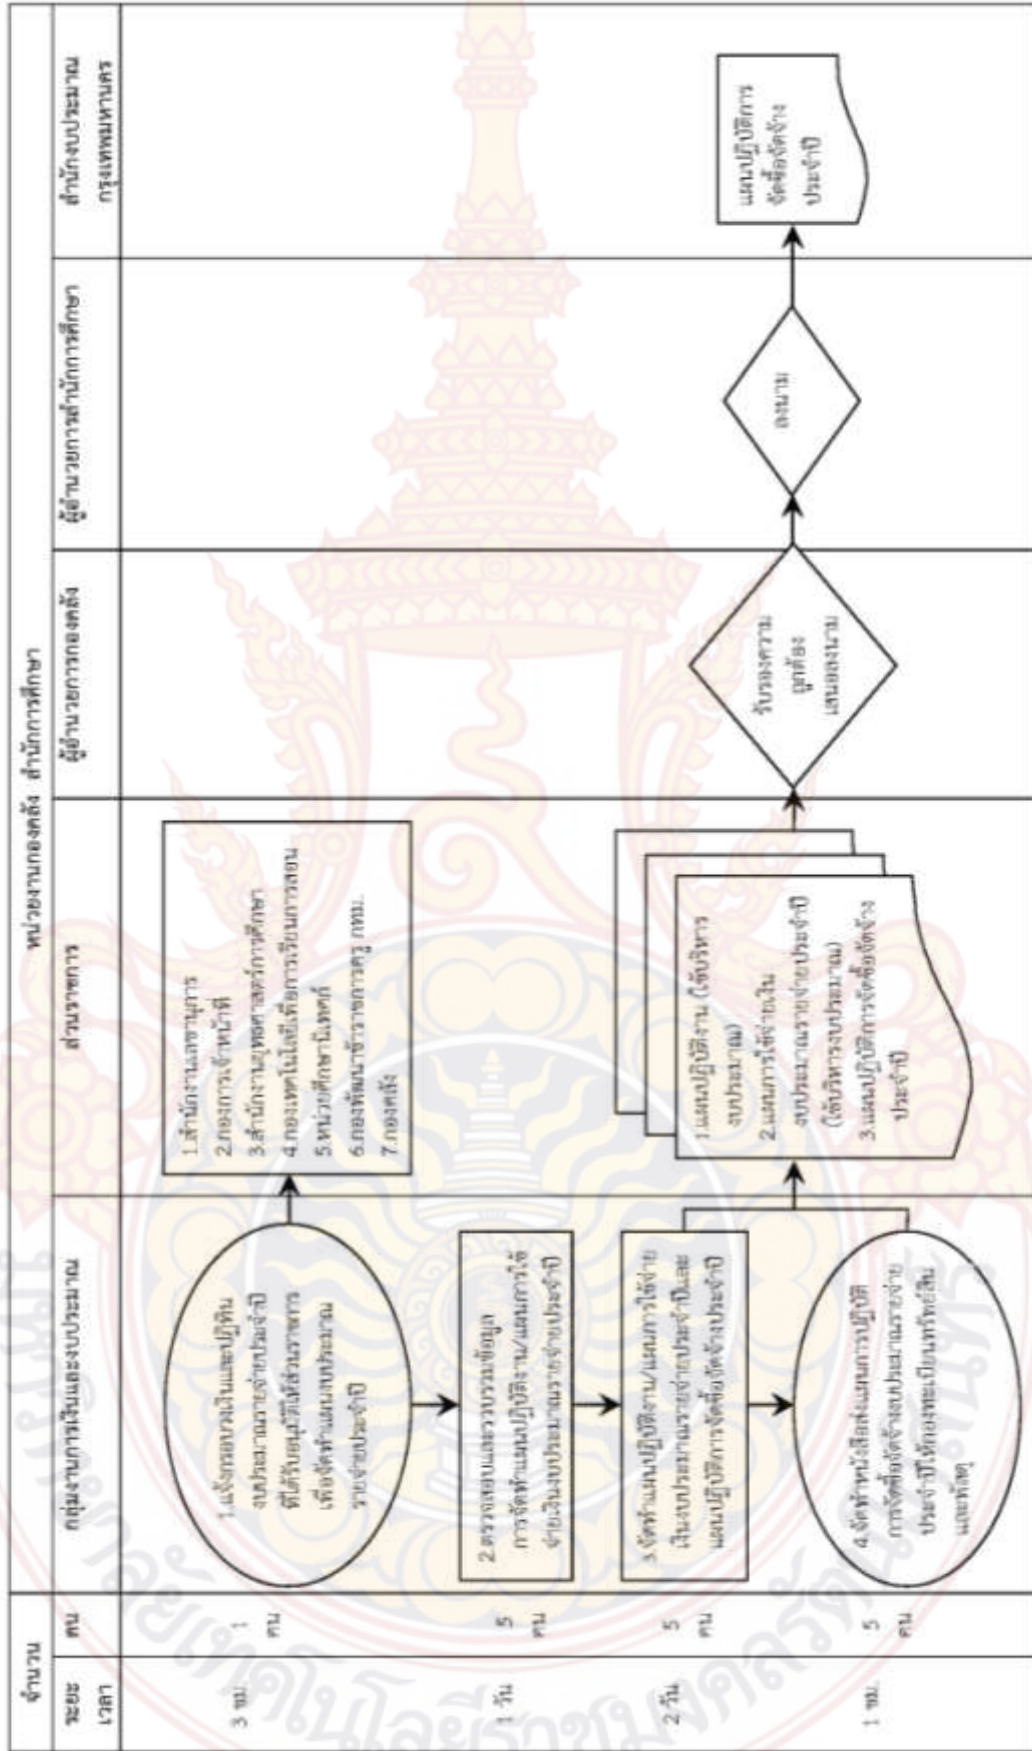 จำนวน
หน่วยงานกองคลัง สำนักการศึกษา
ระยะ
เวลา
คน
กลุ่มงานการเงินและงบประมาณ
ส่วนราชการ
ผู้อำนวยการกองคลัง
ผู้อำนวยการสำนักการศึกษา
สำนักงบประมาณ
กรุงเทพมหานคร
3 ชม
1
คน
1.แจ้งกรอบวงเงินและปฏิทิน
งบประมาณรายจ่ายประจำปี
ที่ได้รับอนุมัติให้ส่วนราชการ
เพื่อจัดทำแผนงบประมาณ
รายจ่ายประจำปี
1.สำนักงานเลขานุการ
2.กองการเจ้าหน้าที่
3.สำนักงานยุทธศาสตร์การศึกษา
4.กองเทคโนโลยีเพื่อการเรียนการสอน
5.หน่วยศึกษานิเทศก์
6.กองพัฒนาข้าราชการครู กทม.
7.กองคลัง
1 วัน
5
คน
2.ตรวจสอบและรวบรวมข้อมูล
การจัดทำแผนปฏิบัติงาน/แผนการใช้
จ่ายเงินงบประมาณรายจ่ายประจำปี
2 วัน
5
คน
3.จัดทำแผนปฏิบัติงาน/แผนการใช้จ่าย
เงินงบประมาณรายจ่ายประจำปีและ
แผนปฏิบัติการจัดซื้อจัดจ้างประจำปี
1.แผนปฏิบัติงาน (ใช้บริหาร
งบประมาณ)
2.แผนการใช้จ่ายเงิน
งบประมาณรายจ่ายประจำปี
(ใช้บริหารงบประมาณ)
3.แผนปฏิบัติการจัดซื้อจัดจ้าง
ประจำปี
รับรองความ
ถูกต้อง
เสนอลงนาม
ลงนาม
แผนปฏิบัติการ
จัดซื้อจัดจ้าง
ประจำปี
1 ชม.
5
คน
4.จัดทำหนังสือส่งแผนการปฏิบัติ
การจัดซื้อจัดจ้างงบประมาณรายจ่าย
ประจำปีให้กองทะเบียนทรัพย์สิน
และพัสดุ